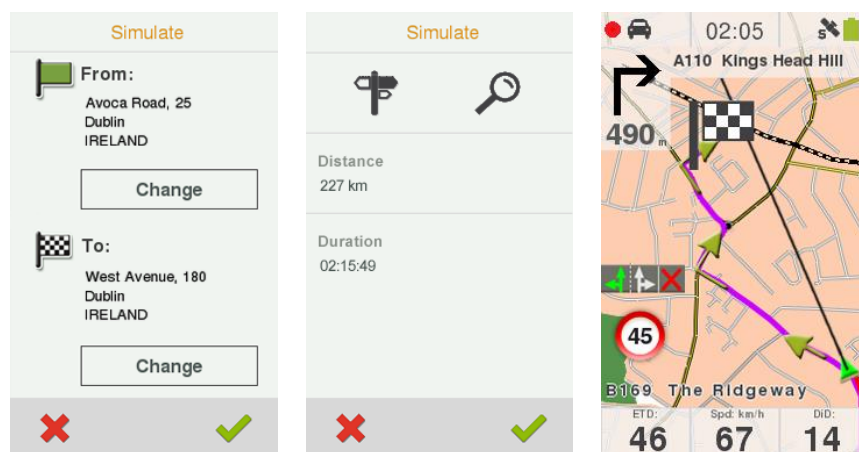 Simulate
From:
Avoca Road, 25
Dublin
IRELAND
Change
To:
West Avenue, 180
Dublin
IRELAND
Change
Simulate
Distance
227 km
Duration
02:15:49
02:05
S
A110 Kings Head Hill
490 m
45
B169 The Ridgeway
ETD: Spd: km/h DiD:
46 67 14